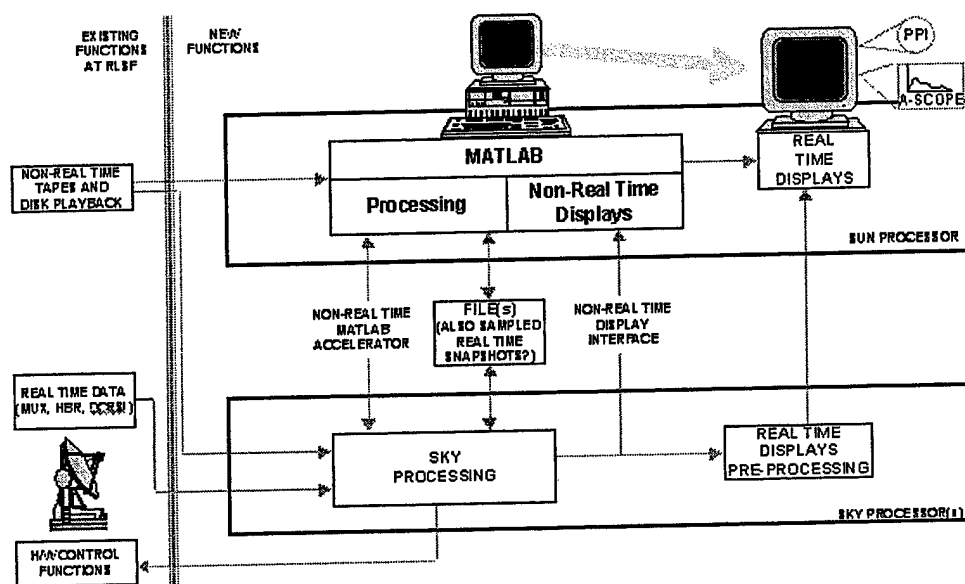 EXISTING
FUNCTIONS
AT RLSF
NEW
FUNCTIONS
PPI
A-SCOPE
MATLAB
Processing
Non-Real Time
Displays
REAL
TIME
DISPLAYS
NON-REAL TIME
TAPES AND
DISK PLAYBACK
SUN PROCESSOR
NON-REAL TIME
MATLAB
ACCELERATOR
FILE(s)
(ALSO SAMPLED
REAL TIME
SNAPSHOTS?)
NON-REAL TIME
DISPLAY
INTERFACE
REAL TIME DATA
(MUX, HBR, DCRSI)
SKY
PROCESSING
REAL TIME
DISPLAYS
PRE-PROCESSING
SKY PROCESSOR(s)
H/W CONTROL
FUNCTIONS